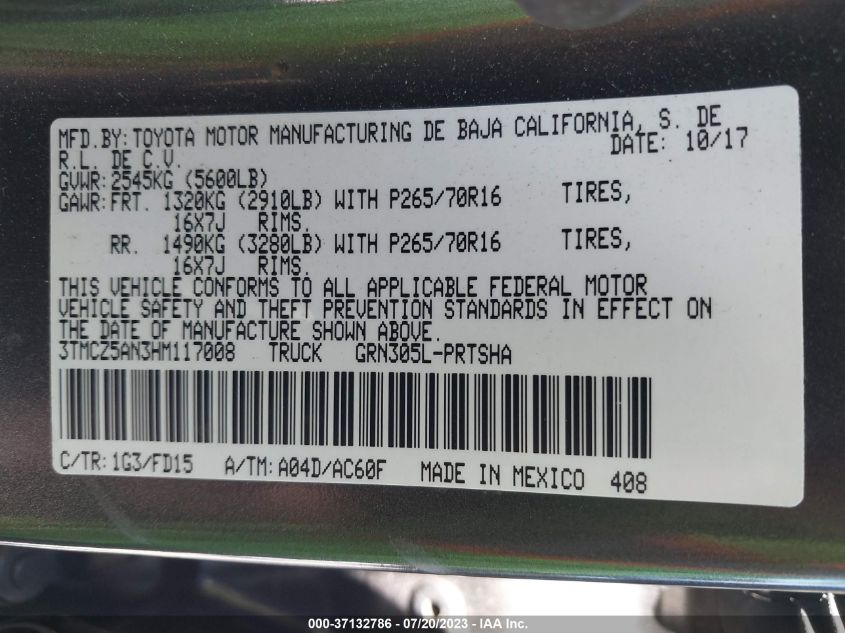 MFD.BY: TOYOTA MOTOR MANUFACTURING DE BAJA CALIFORNIA, S. DE
R.L. DE C.V. DATE: 10/17
GVWR: 2545KG (5600LB)
GAWR: FRT. 1320KG (2910LB) WITH P265/70R16 TIRES,
16X7J RIMS.
RR. 1490KG (3280LB) WITH P265/70R16 TIRES,
16X7J RIMS.
THIS VEHICLE CONFORMS TO ALL APPLICABLE FEDERAL MOTOR
VEHICLE SAFETY AND THEFT PREVENTION STANDARDS IN EFFECT ON
THE DATE OF MANUFACTURE SHOWN ABOVE.
3TMCZ5AN3HM117008 TRUCK GRN305L-PRTSHA
C/TR: 1G3/FD15 A/TM: A04D/AC60F MADE IN MEXICO 408
000-37132786 - 07/20/2023 - IAA Inc.